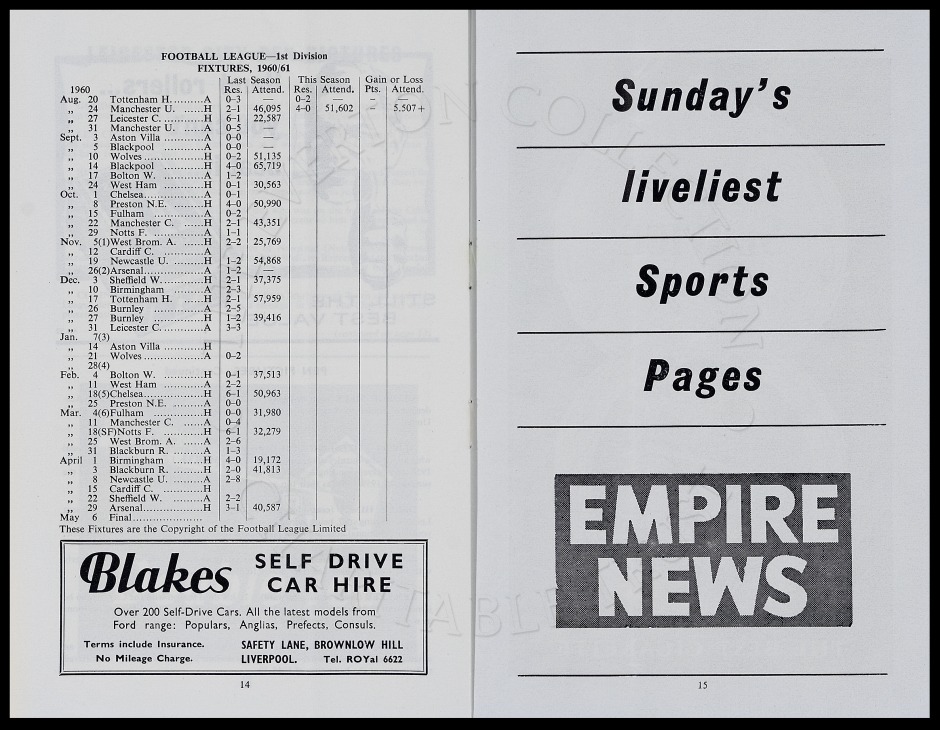 FOOTBALL LEAGUE—1st Division
FIXTURES, 1960/61
Last Season This Season Gain or Loss
1960 Res. Attend. Res. Attend. Pts. Attend.
Aug. 20 Tottenham H..........A 0–3 — 0–2 –
„ 24 Manchester U. ......H 2–1 46,095 4–0 51,602 – 5,507+
„ 27 Leicester C. ............H 6–1 22,587
„ 31 Manchester U. ......A 0–5 —
Sept. 3 Aston Villa ............A 0–0 —
„ 5 Blackpool ............A 0–0 —
„ 10 Wolves..................H 0–2 51,135
„ 14 Blackpool ............H 4–0 65,719
„ 17 Bolton W. ............A 1–2
„ 24 West Ham ............H 0–1 30,563
Oct. 1 Chelsea..................A 0–1
„ 8 Preston N.E. .........H 4–0 50,990
„ 15 Fulham ...............A 0–2
„ 22 Manchester C. ......H 2–1 43,351
„ 29 Notts F. ...............A 1–1
Nov. 5(1)West Brom. A. ......H 2–2 25,769
„ 12 Cardiff C. ............A
„ 19 Newcastle U. .........H 1–2 54,868
„ 26(2)Arsenal..................A 1–2 —
Dec. 3 Sheffield W............H 2–1 37,375
„ 10 Birmingham .........A 2–3
„ 17 Tottenham H. ......H 2–1 57,959
„ 26 Burnley ...............A 2–5
„ 27 Burnley ...............H 1–2 39,416
„ 31 Leicester C............A 3–3
Jan. 7(3)
„ 14 Aston Villa ............H
„ 21 Wolves..................A 0–2
„ 28(4)
Feb. 4 Bolton W. ............H 0–1 37,513
„ 11 West Ham ............A 2–2
„ 18(5)Chelsea..................H 6–1 50,963
„ 25 Preston N.E. .........A 0–0
Mar. 4(6)Fulham ...............H 0–0 31,980
„ 11 Manchester C. ......A 0–4
„ 18(SF)Notts F. ............H 6–1 32,279
„ 25 West Brom. A. ......A 2–6
„ 31 Blackburn R. .........A 1–3
April 1 Birmingham .........H 4–0 19,172
„ 3 Blackburn R. .........H 2–0 41,813
„ 8 Newcastle U. .........A 2–8
„ 15 Cardiff C. ............H
„ 22 Sheffield W. .........A 2–2
„ 29 Arsenal..................H 3–1 40,587
May 6 Final.....................
These Fixtures are the Copyright of the Football League Limited
Blakes SELF DRIVE
CAR HIRE
Over 200 Self-Drive Cars. All the latest models from
Ford range: Populars, Anglias, Prefects, Consuls.
Terms include Insurance. SAFETY LANE, BROWNLOW HILL
No Mileage Charge. LIVERPOOL. Tel. ROYal 6622
14
Sunday's
liveliest
Sports
Pages
EMPIRE
NEWS
15